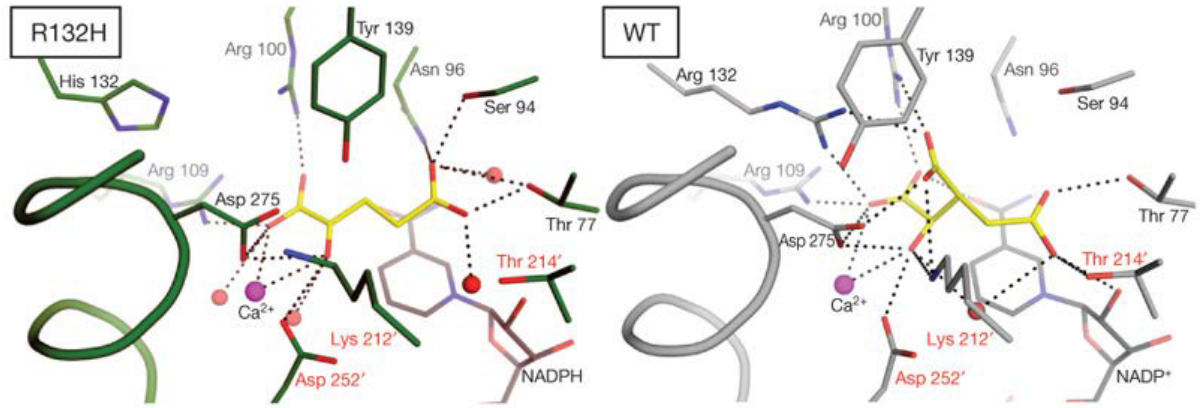 R132H
Tyr 139
Arg 100
His 132
Asn 96
Ser 94
Arg 109
Asp 275
Thr 77
Thr 214′
Ca2+
Lys 212′
Asp 252′
NADPH
WT
Arg 100
Tyr 139
Arg 132
Asn 96
Ser 94
Arg 109
Asp 275
Thr 77
Thr 214′
Ca2+
Lys 212′
Asp 252′
NADP+